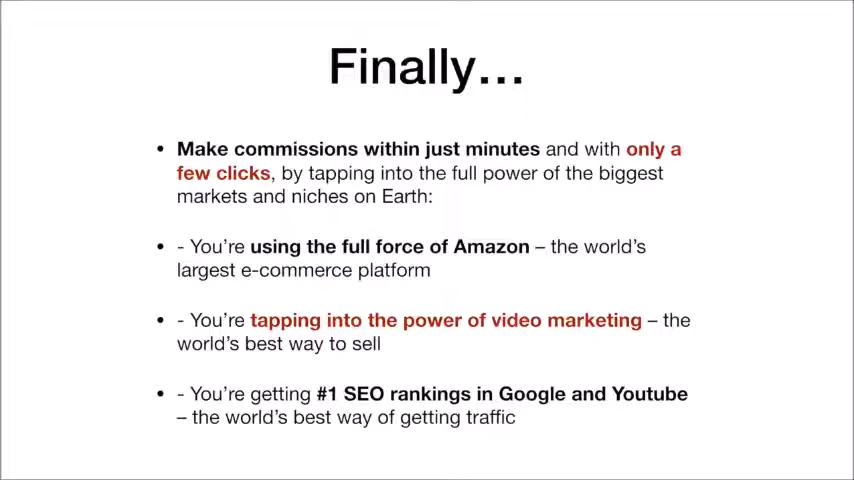 Finally...
• Make commissions within just minutes and with only a
few clicks, by tapping into the full power of the biggest
markets and niches on Earth:
• - You're using the full force of Amazon – the world's
largest e-commerce platform
• - You're tapping into the power of video marketing – the
world's best way to sell
• - You're getting #1 SEO rankings in Google and Youtube
– the world's best way of getting traffic